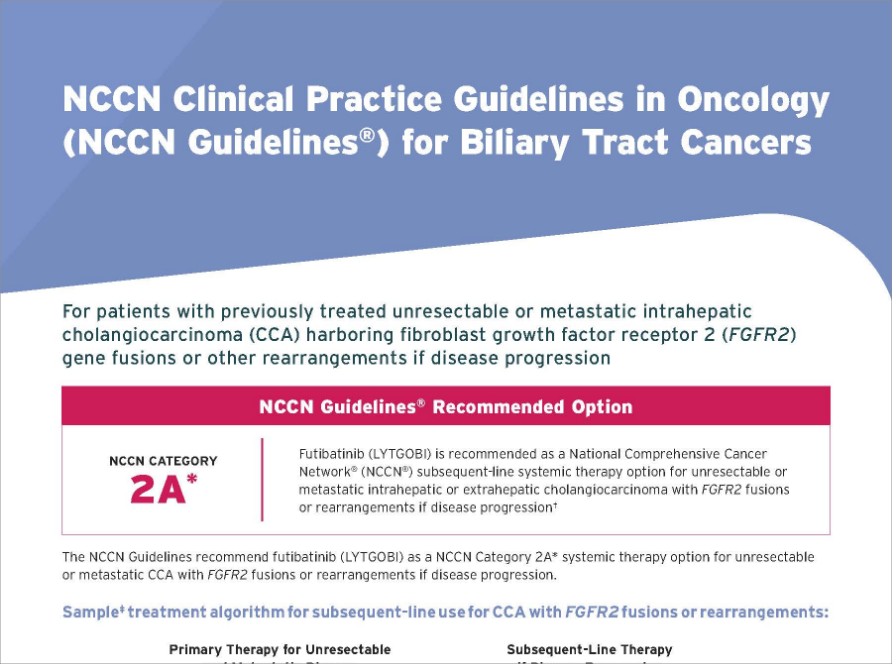 NCCN Clinical Practice Guidelines in Oncology
(NCCN Guidelines®) for Biliary Tract Cancers
For patients with previously treated unresectable or metastatic intrahepatic
cholangiocarcinoma (CCA) harboring fibroblast growth factor receptor 2 (FGFR2)
gene fusions or other rearrangements if disease progression
NCCN Guidelines® Recommended Option
NCCN CATEGORY
2A*
Futibatinib (LYTGOBI) is recommended as a National Comprehensive Cancer
Network® (NCCN®) subsequent-line systemic therapy option for unresectable or
metastatic intrahepatic or extrahepatic cholangiocarcinoma with FGFR2 fusions
or rearrangements if disease progression†
The NCCN Guidelines recommend futibatinib (LYTGOBI) as a NCCN Category 2A* systemic therapy option for unresectable
or metastatic CCA with FGFR2 fusions or rearrangements if disease progression.
Sample‡ treatment algorithm for subsequent-line use for CCA with FGFR2 fusions or rearrangements:
Primary Therapy for Unresectable
Subsequent-Line Therapy